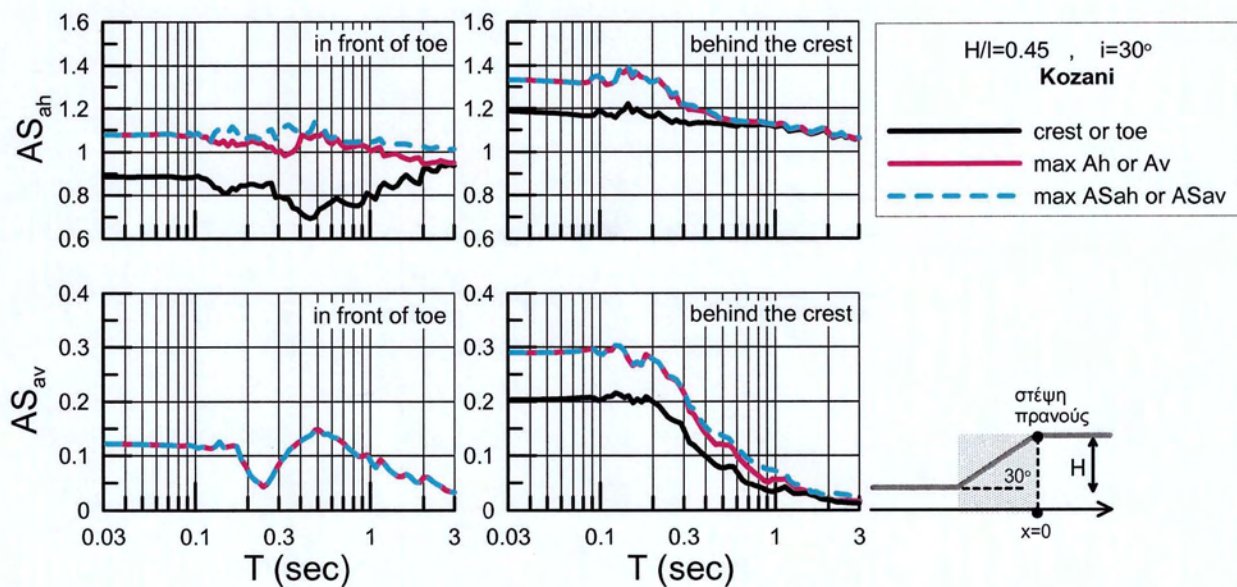 1.6
1.4
1.2
1
0.8
0.6
AS_ah
in front of toe
1.6
1.4
1.2
1
0.8
0.6
behind the crest
H/l=0.45 , i=30°
Kozani
crest or toe
max Ah or Av
max ASah or ASav
0.4
0.3
0.2
0.1
0
AS_av
in front of toe
0.03 0.1 0.3 1 3
T (sec)
0.4
0.3
0.2
0.1
0
behind the crest
0.03 0.1 0.3 1 3
T (sec)
στέψη
πρανούς
30°
H
x=0